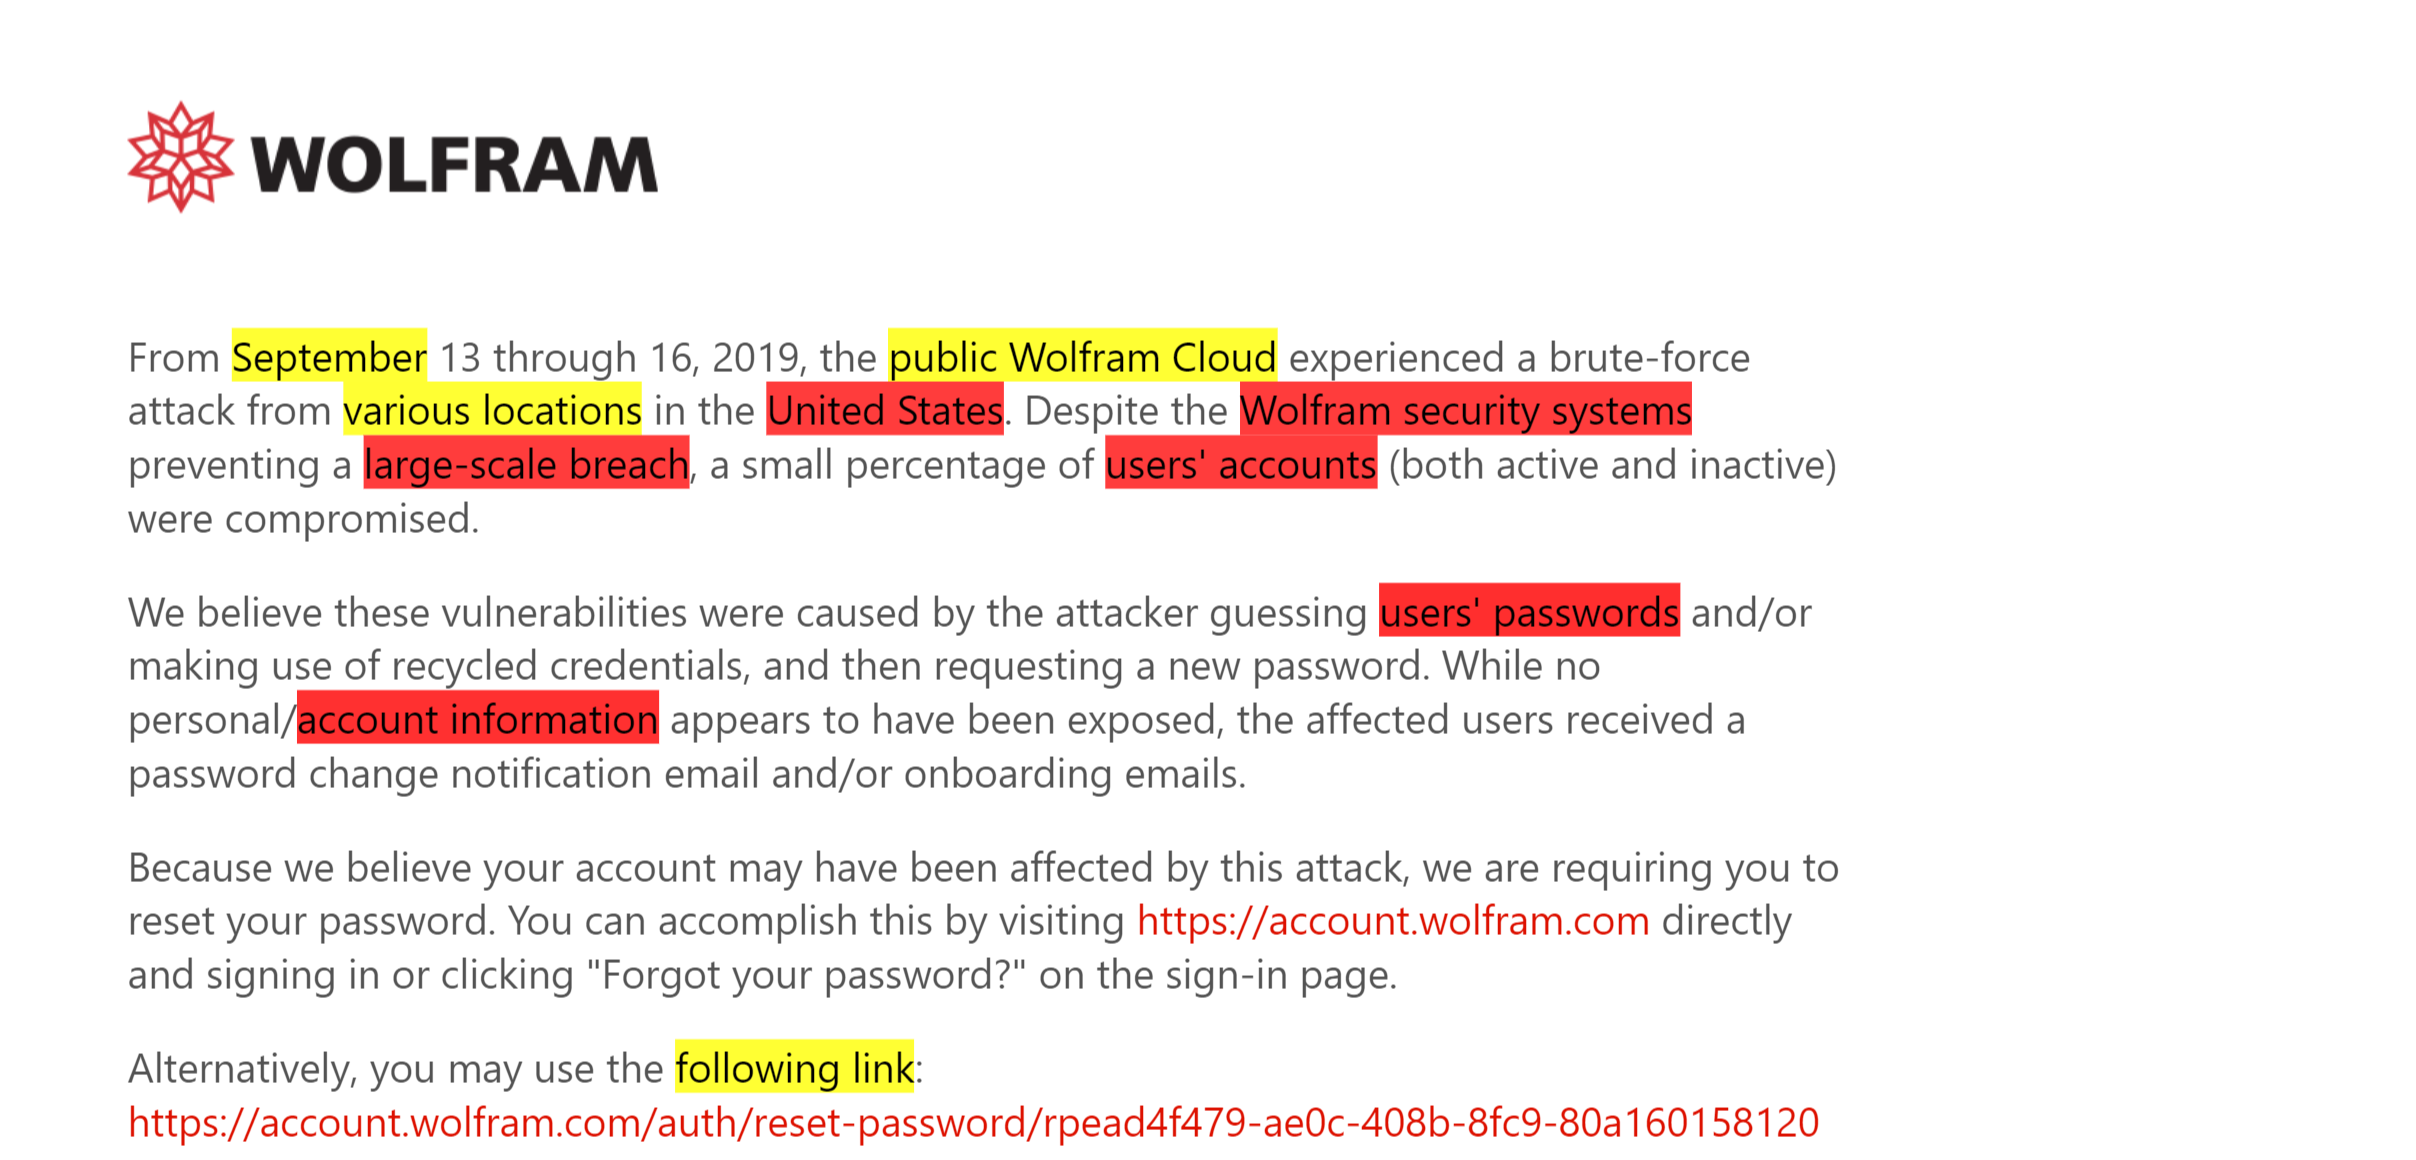 WOLFRAM
From September 13 through 16, 2019, the public Wolfram Cloud experienced a brute-force
attack from various locations in the United States. Despite the Wolfram security systems
preventing a large-scale breach, a small percentage of users' accounts (both active and inactive)
were compromised.
We believe these vulnerabilities were caused by the attacker guessing users' passwords and/or
making use of recycled credentials, and then requesting a new password. While no
personal/account information appears to have been exposed, the affected users received a
password change notification email and/or onboarding emails.
Because we believe your account may have been affected by this attack, we are requiring you to
reset your password. You can accomplish this by visiting https://account.wolfram.com directly
and signing in or clicking "Forgot your password?" on the sign-in page.
Alternatively, you may use the following link:
https://account.wolfram.com/auth/reset-password/rpead4f479-ae0c-408b-8fc9-80a160158120